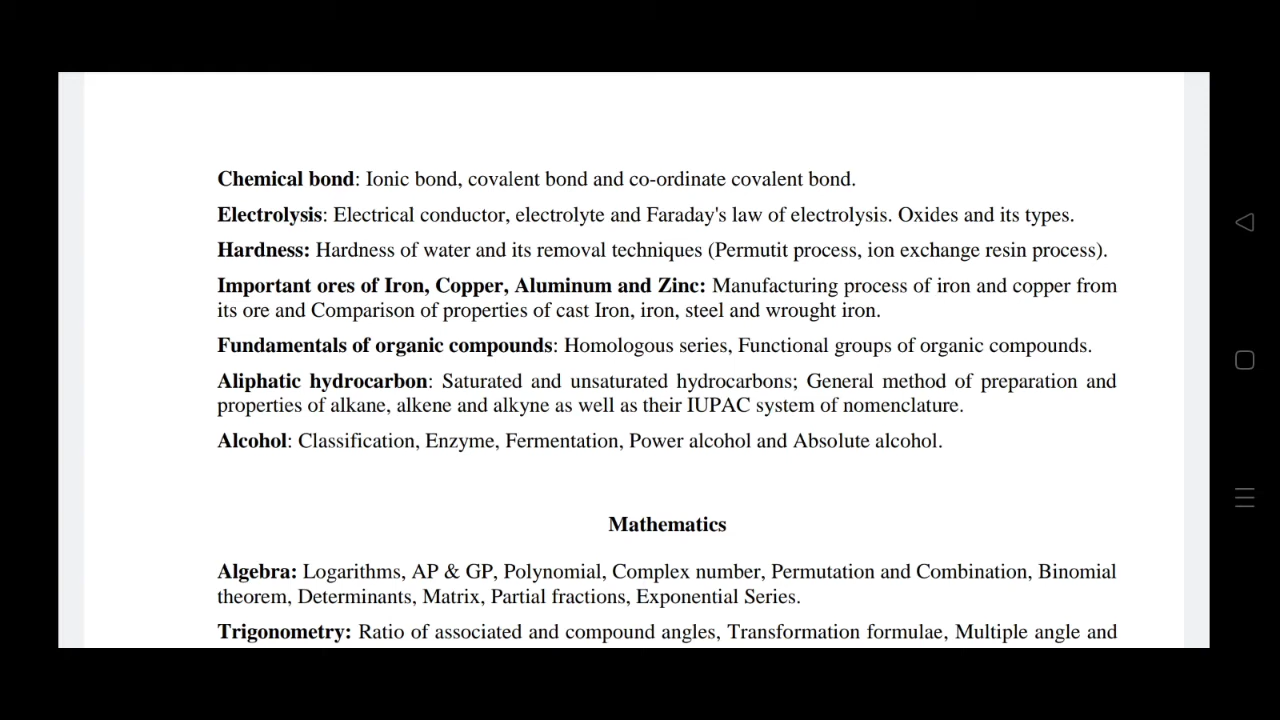 Chemical bond: Ionic bond, covalent bond and co-ordinate covalent bond.
Electrolysis: Electrical conductor, electrolyte and Faraday's law of electrolysis. Oxides and its types.
Hardness: Hardness of water and its removal techniques (Permutit process, ion exchange resin process).
Important ores of Iron, Copper, Aluminum and Zinc: Manufacturing process of iron and copper from
its ore and Comparison of properties of cast Iron, iron, steel and wrought iron.
Fundamentals of organic compounds: Homologous series, Functional groups of organic compounds.
Aliphatic hydrocarbon: Saturated and unsaturated hydrocarbons; General method of preparation and
properties of alkane, alkene and alkyne as well as their IUPAC system of nomenclature.
Alcohol: Classification, Enzyme, Fermentation, Power alcohol and Absolute alcohol.
Mathematics
Algebra: Logarithms, AP & GP, Polynomial, Complex number, Permutation and Combination, Binomial
theorem, Determinants, Matrix, Partial fractions, Exponential Series.
Trigonometry: Ratio of associated and compound angles, Transformation formulae, Multiple angle and